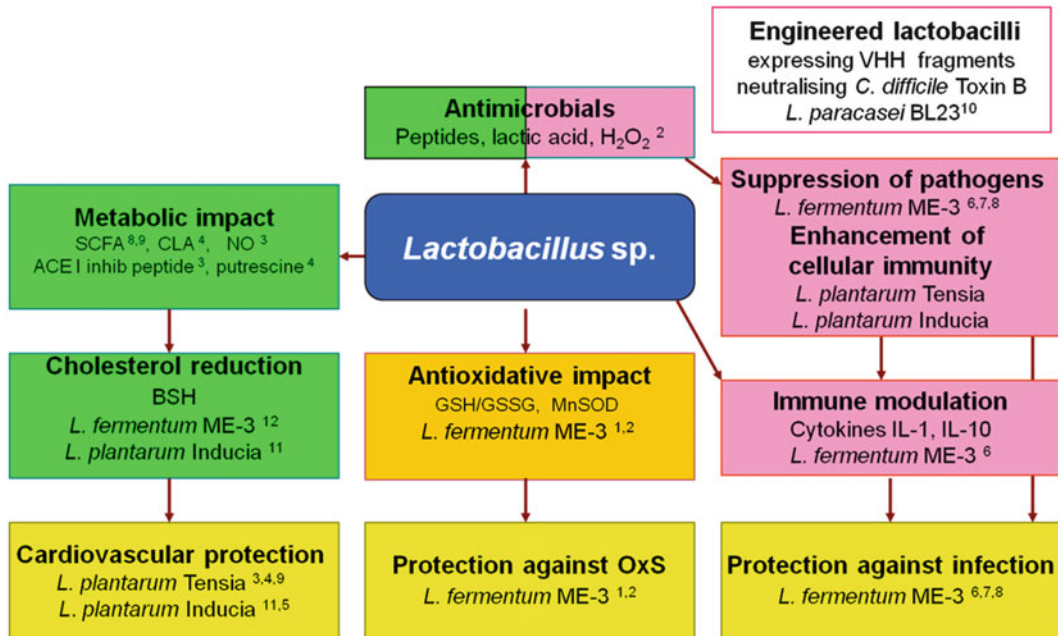 Engineered lactobacilli
expressing VHH fragments
neutralising C. difficile Toxin B
L. paracasei BL23¹⁰
Antimicrobials
Peptides, lactic acid, H₂O₂ ²
Suppression of pathogens
L. fermentum ME-3 ⁶,⁷,⁸
Enhancement of
cellular immunity
L. plantarum Tensia
L. plantarum Inducia
Metabolic impact
SCFA ⁸,⁹, CLA ⁴, NO ³
ACE I inhib peptide ³, putrescine ⁴
Lactobacillus sp.
Cholesterol reduction
BSH
L. fermentum ME-3 ¹²
L. plantarum Inducia ¹¹
Antioxidative impact
GSH/GSSG, MnSOD
L. fermentum ME-3 ¹,²
Immune modulation
Cytokines IL-1, IL-10
L. fermentum ME-3 ⁶
Cardiovascular protection
L. plantarum Tensia ³,⁴,⁹
L. plantarum Inducia ¹¹,⁵
Protection against OxS
L. fermentum ME-3 ¹,²
Protection against infection
L. fermentum ME-3 ⁶,⁷,⁸